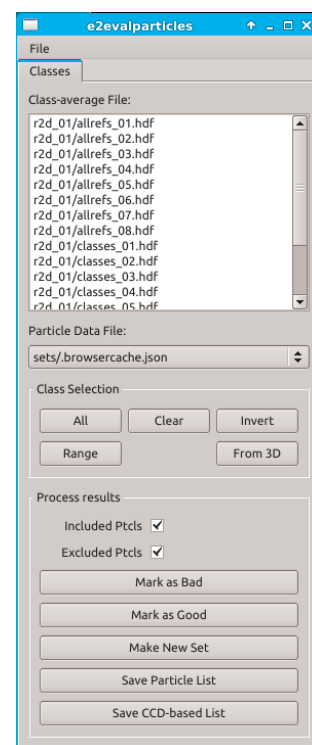 e2evalparticles
File
Classes
Class-average File:
r2d_01/allrefs_01.hdf
r2d_01/allrefs_02.hdf
r2d_01/allrefs_03.hdf
r2d_01/allrefs_04.hdf
r2d_01/allrefs_05.hdf
r2d_01/allrefs_06.hdf
r2d_01/allrefs_07.hdf
r2d_01/allrefs_08.hdf
r2d_01/classes_01.hdf
r2d_01/classes_02.hdf
r2d_01/classes_03.hdf
r2d_01/classes_04.hdf
r2d_01/classes_05.hdf
Particle Data File:
sets/.browsercache.json
Class Selection
All Clear Invert
Range From 3D
Process results
Included Ptcls
Excluded Ptcls
Mark as Bad
Mark as Good
Make New Set
Save Particle List
Save CCD-based List